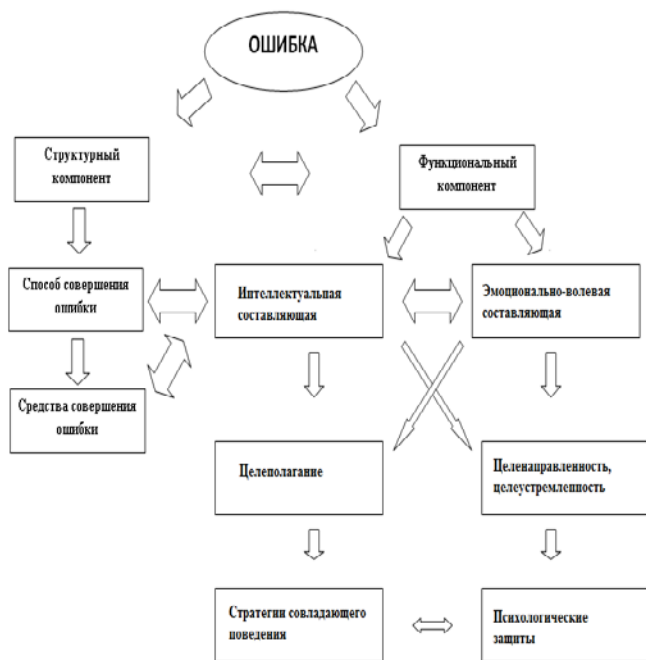 ОШИБКА
Структурный
компонент
Функциональный
компонент
Способ совершения
ошибки
Интеллектуальная
составляющая
Эмоционально-волевая
составляющая
Средства совершения
ошибки
Целеполагание
Целенаправленность,
целеустремленность
Стратегии совладающего
поведения
Психологические
защиты